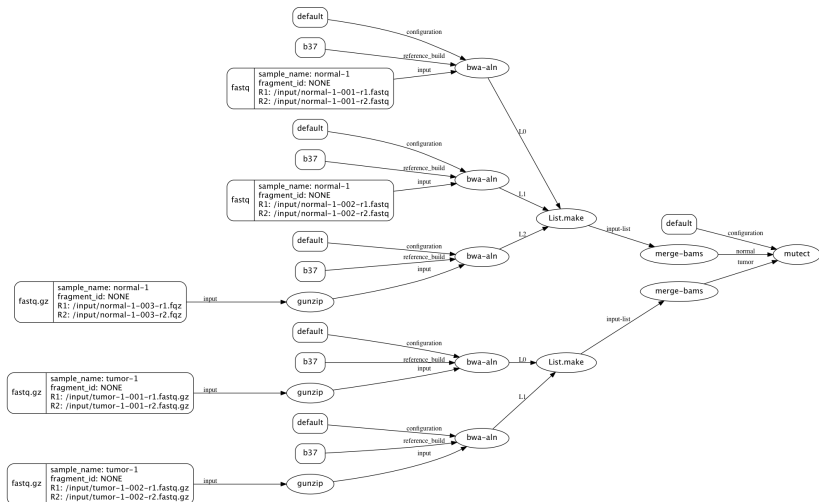 default
configuration
b37
reference_build
bwa-aln
input
fastq
sample_name: normal-1
fragment_id: NONE
R1: /input/normal-1-001-r1.fastq
R2: /input/normal-1-001-r2.fastq
L0
default
configuration
b37
reference_build
bwa-aln
input
fastq
sample_name: normal-1
fragment_id: NONE
R1: /input/normal-1-002-r1.fastq
R2: /input/normal-1-002-r2.fastq
L1
List.make
default
configuration
b37
reference_build
bwa-aln
input
L2
input-list
default
configuration
merge-bams
normal
mutect
tumor
merge-bams
fastq.gz
sample_name: normal-1
fragment_id: NONE
R1: /input/normal-1-003-r1.fqz
R2: /input/normal-1-003-r2.fqz
input
gunzip
default
configuration
b37
reference_build
bwa-aln
input
L0
List.make
input-list
fastq.gz
sample_name: tumor-1
fragment_id: NONE
R1: /input/tumor-1-001-r1.fastq.gz
R2: /input/tumor-1-001-r2.fastq.gz
input
gunzip
L1
default
configuration
b37
reference_build
bwa-aln
input
fastq.gz
sample_name: tumor-1
fragment_id: NONE
R1: /input/tumor-1-002-r1.fastq.gz
R2: /input/tumor-1-002-r2.fastq.gz
input
gunzip